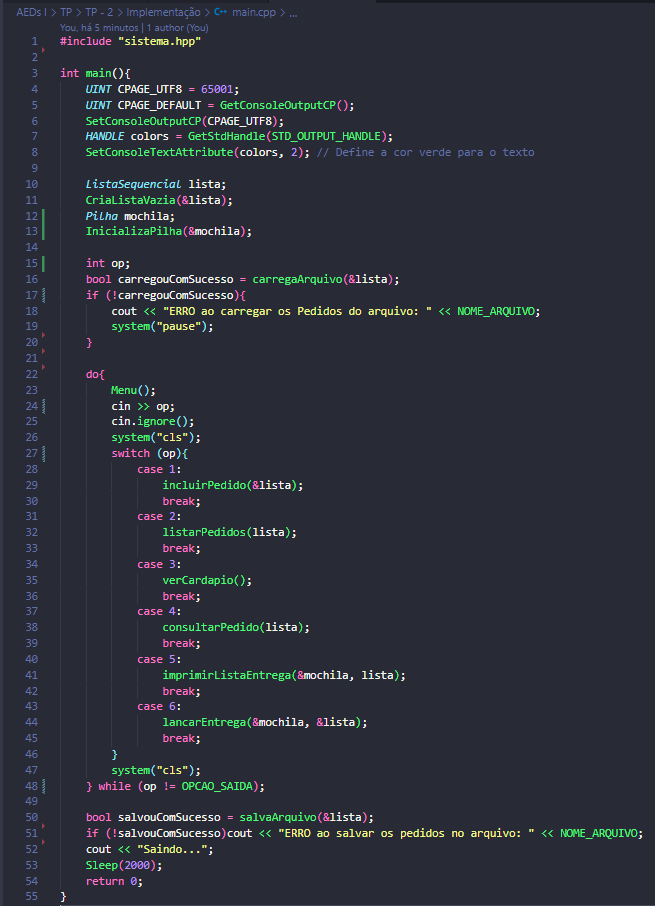 AEDs I > TP > TP - 2 > Implementação > C++ main.cpp > ...
You, há 5 minutos | 1 author (You)
1 #include "sistema.hpp"
2
3 int main(){
4 UINT CPAGE_UTF8 = 65001;
5 UINT CPAGE_DEFAULT = GetConsoleOutputCP();
6 SetConsoleOutputCP(CPAGE_UTF8);
7 HANDLE colors = GetStdHandle(STD_OUTPUT_HANDLE);
8 SetConsoleTextAttribute(colors, 2); // Define a cor verde para o texto
9
10 ListaSequencial lista;
11 CriaListaVazia(&lista);
12 Pilha mochila;
13 InicializaPilha(&mochila);
14
15 int op;
16 bool carregouComSucesso = carregaArquivo(&lista);
17 if (!carregouComSucesso){
18 cout << "ERRO ao carregar os Pedidos do arquivo: " << NOME_ARQUIVO;
19 system("pause");
20 }
21
22 do{
23 Menu();
24 cin >> op;
25 cin.ignore();
26 system("cls");
27 switch (op){
28 case 1:
29 incluirPedido(&lista);
30 break;
31 case 2:
32 listarPedidos(lista);
33 break;
34 case 3:
35 verCardapio();
36 break;
37 case 4:
38 consultarPedido(lista);
39 break;
40 case 5:
41 imprimirListaEntrega(&mochila, lista);
42 break;
43 case 6:
44 lancarEntrega(&mochila, &lista);
45 break;
46 }
47 system("cls");
48 } while (op != OPCAO_SAIDA);
49
50 bool salvouComSucesso = salvaArquivo(&lista);
51 if (!salvouComSucesso)cout << "ERRO ao salvar os pedidos no arquivo: " << NOME_ARQUIVO;
52 cout << "Saindo...";
53 Sleep(2000);
54 return 0;
55 }